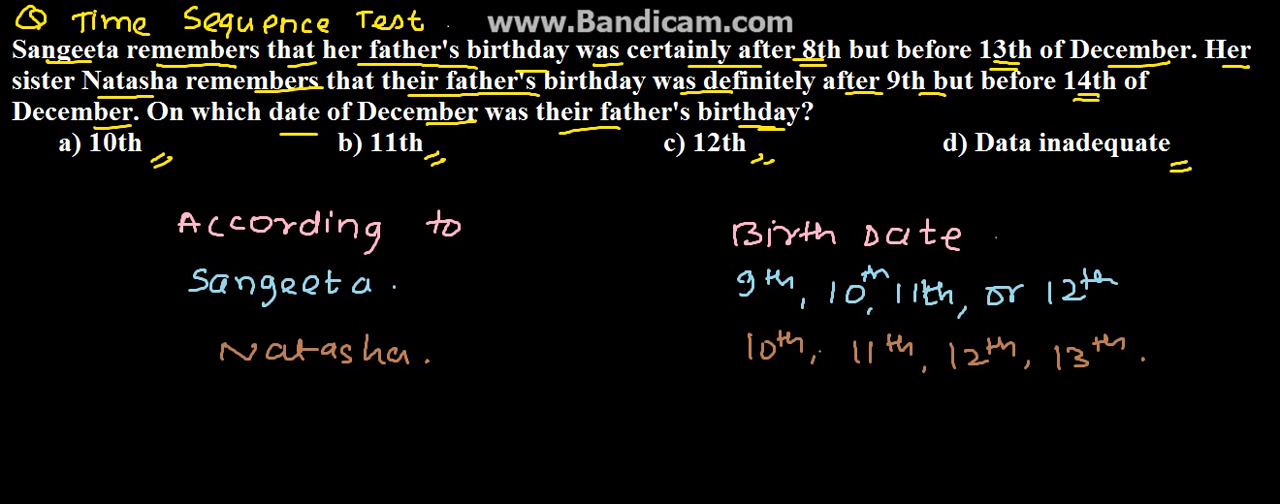 Q Time Sequence Test
www.Bandicam.com
Sangeeta remembers that her father's birthday was certainly after 8th but before 13th of December. Her
sister Natasha remembers that their father's birthday was definitely after 9th but before 14th of
December. On which date of December was their father's birthday?
a) 10th b) 11th c) 12th d) Data inadequate
According to Birth Date
Sangeeta. 9th, 10th, 11th, or 12th
Natasha. 10th, 11th, 12th, 13th.